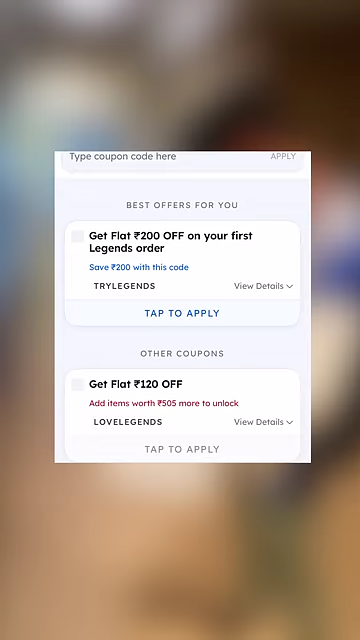 Type coupon code here APPLY
BEST OFFERS FOR YOU
Get Flat ₹200 OFF on your first
Legends order
Save ₹200 with this code
TRYLEGENDS View Details
TAP TO APPLY
OTHER COUPONS
Get Flat ₹120 OFF
Add items worth ₹505 more to unlock
LOVELEGENDS View Details
TAP TO APPLY